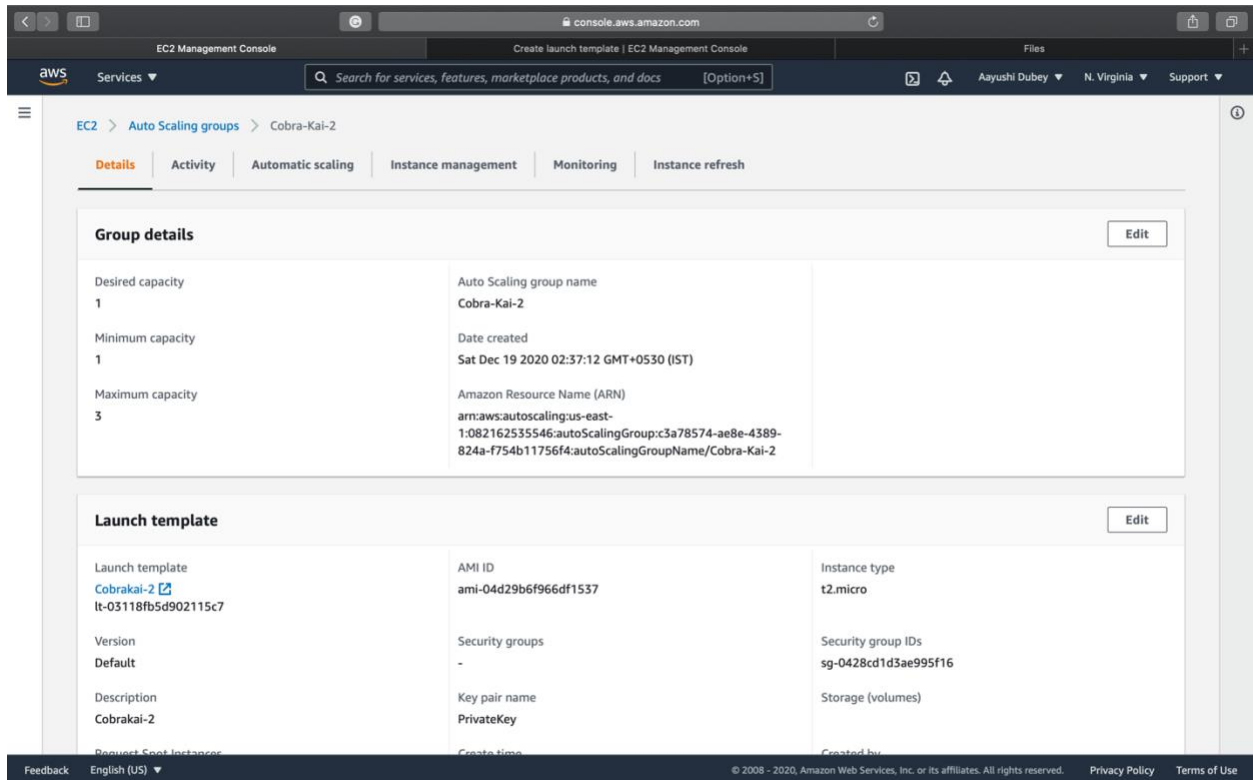 console.aws.amazon.com
EC2 Management Console
Create launch template | EC2 Management Console
Files
aws
Services ▼
Search for services, features, marketplace products, and docs [Option+S]
Aayushi Dubey ▼
N. Virginia ▼
Support ▼
EC2 > Auto Scaling groups > Cobra-Kai-2
Details
Activity
Automatic scaling
Instance management
Monitoring
Instance refresh
Group details
Edit
Desired capacity
1
Minimum capacity
1
Maximum capacity
3
Auto Scaling group name
Cobra-Kai-2
Date created
Sat Dec 19 2020 02:37:12 GMT+0530 (IST)
Amazon Resource Name (ARN)
arn:aws:autoscaling:us-east-
1:082162535546:autoScalingGroup:c3a78574-ae8e-4389-
824a-f754b11756f4:autoScalingGroupName/Cobra-Kai-2
Launch template
Edit
Launch template
Cobrakai-2
lt-03118fb5d902115c7
AMI ID
ami-04d29b6f966df1537
Instance type
t2.micro
Version
Default
Security groups
-
Security group IDs
sg-0428cd1d3ae995f16
Description
Cobrakai-2
Key pair name
PrivateKey
Storage (volumes)
Request Spot Instances
Create time
Created by
Feedback
English (US) ▼
© 2008 - 2020, Amazon Web Services, Inc. or its affiliates. All rights reserved.
Privacy Policy
Terms of Use